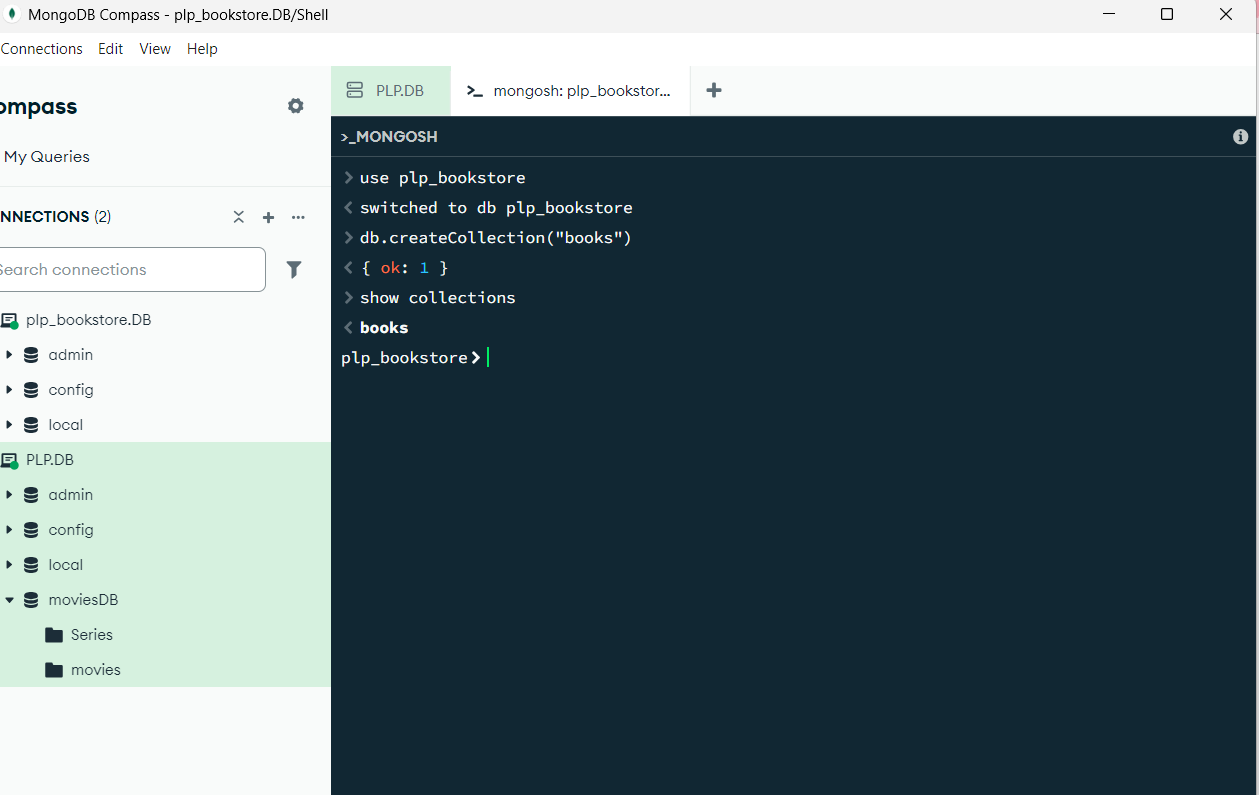 MongoDB Compass - plp_bookstore.DB/Shell
Connections Edit View Help
ompass
My Queries
NNECTIONS (2)
Search connections
plp_bookstore.DB
admin
config
local
PLP.DB
admin
config
local
moviesDB
Series
movies
PLP.DB
>_ mongosh: plp_bookstor...
>_MONGOSH
> use plp_bookstore
< switched to db plp_bookstore
> db.createCollection("books")
< { ok: 1 }
> show collections
< books
plp_bookstore>